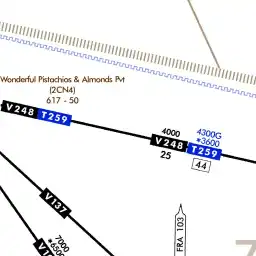 Wonderful Pistachios & Almonds Pvt
(2CN4)
617 - 50
V248 T259
4000 4300G
*3600
V248 T259
25 44
V137
7000
*6500
FRA 103